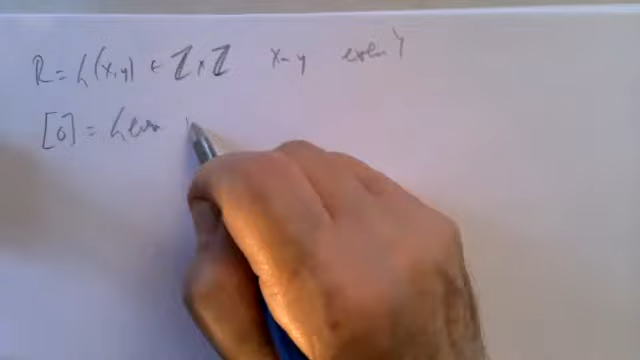 R = {(x,y) ∈ ℤ×ℤ x-y even}
[0] = {even